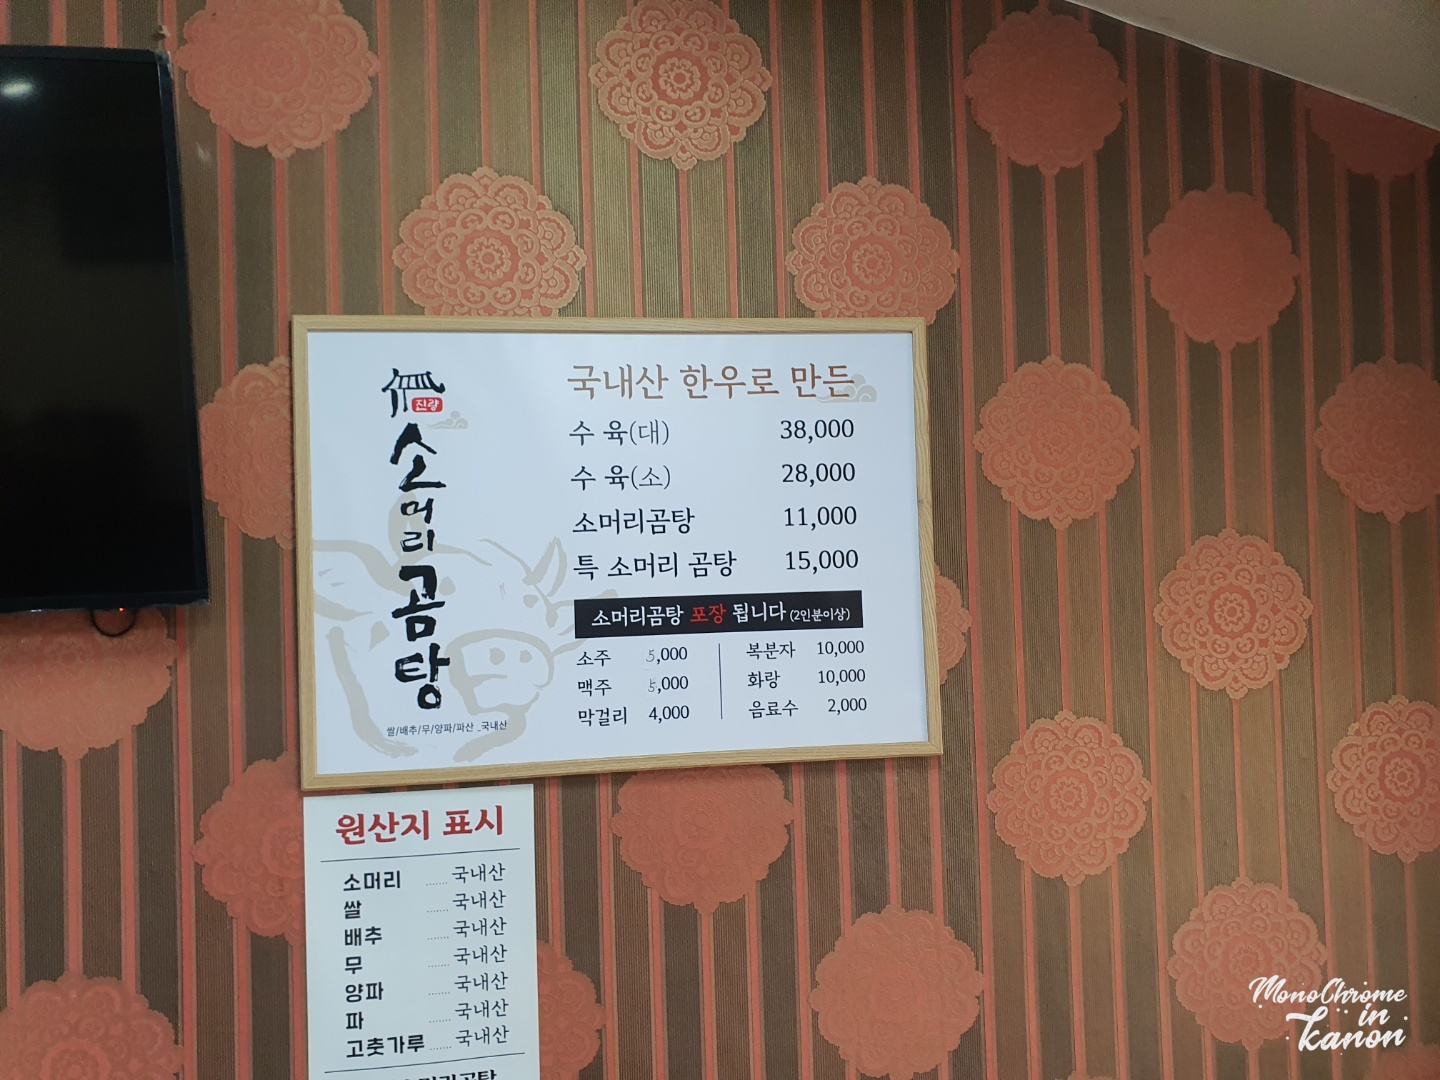 진량
소머리곰탕
쌀/배추/무/양파/파산_국내산
국내산 한우로 만든
수 육(대) 38,000
수 육(소) 28,000
소머리곰탕 11,000
특 소머리 곰탕 15,000
소머리곰탕 포장 됩니다 (2인분이상)
소주 5,000
맥주 5,000
막걸리 4,000
복분자 10,000
화랑 10,000
음료수 2,000
원산지 표시
소머리 ...... 국내산
쌀 ...... 국내산
배추 ...... 국내산
무 ...... 국내산
양파 ...... 국내산
파 ...... 국내산
고춧가루 ...... 국내산
MonoChrome
in
kanon